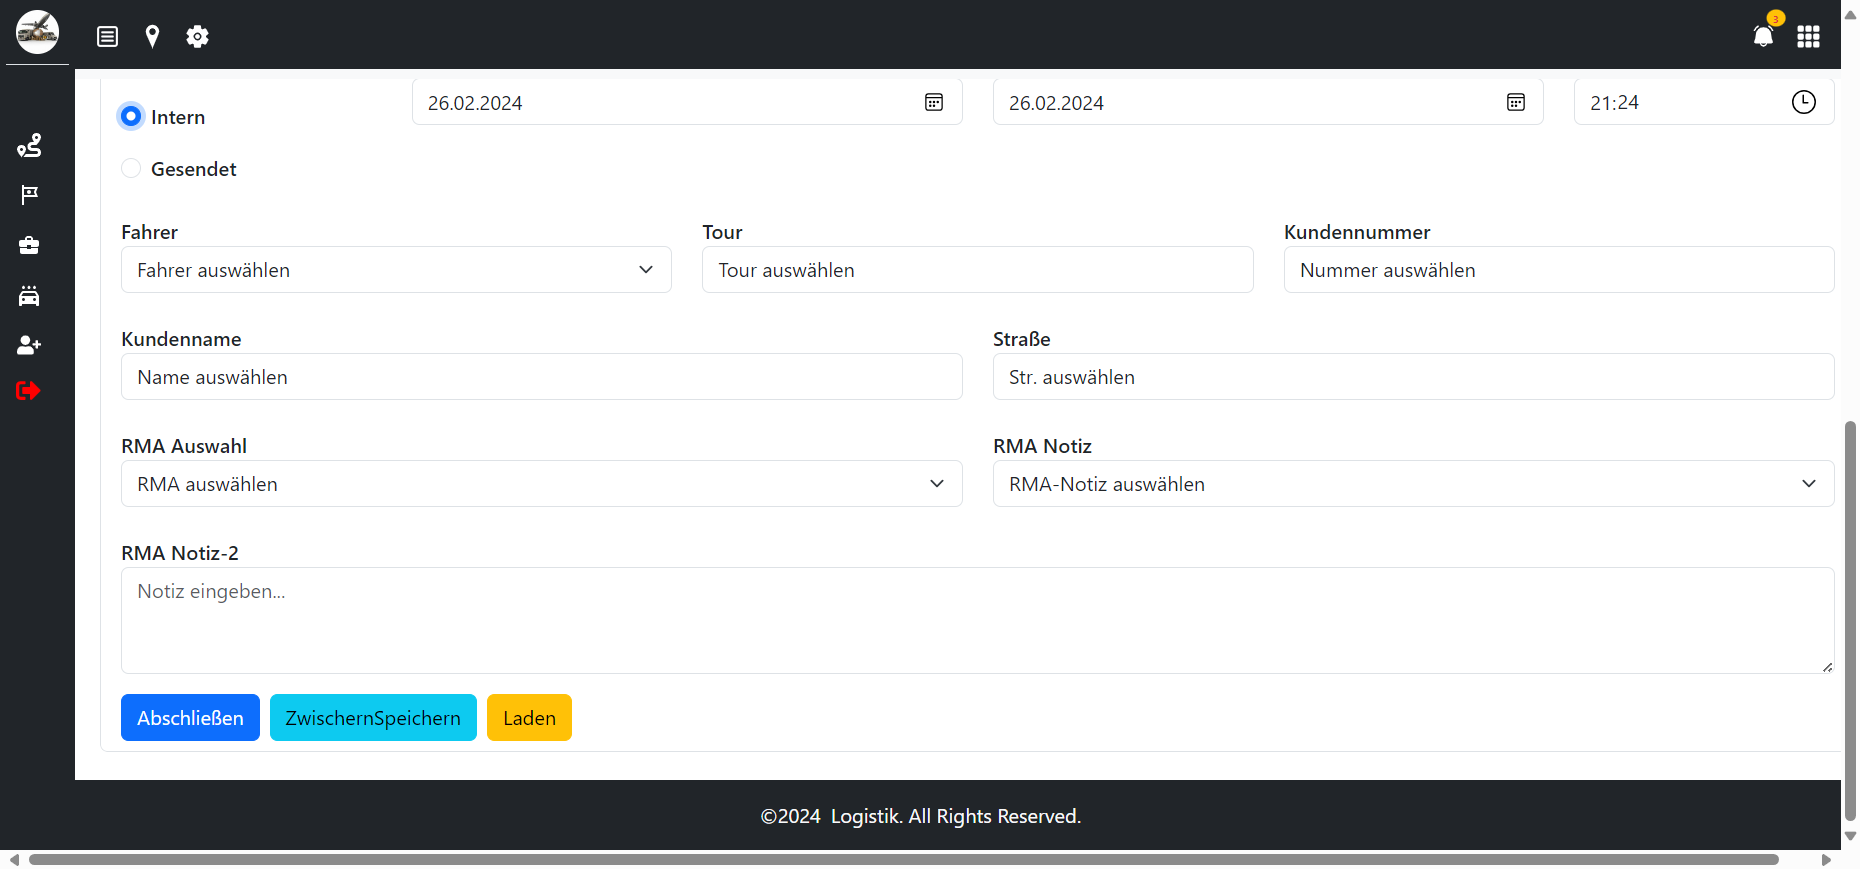 3
Intern
26.02.2024
26.02.2024
21:24
Gesendet
Fahrer
Tour
Kundennummer
Fahrer auswählen
Tour auswählen
Nummer auswählen
Kundenname
Straße
Name auswählen
Str. auswählen
RMA Auswahl
RMA Notiz
RMA auswählen
RMA-Notiz auswählen
RMA Notiz-2
Notiz eingeben...
Abschließen
ZwischernSpeichern
Laden
©2024 Logistik. All Rights Reserved.